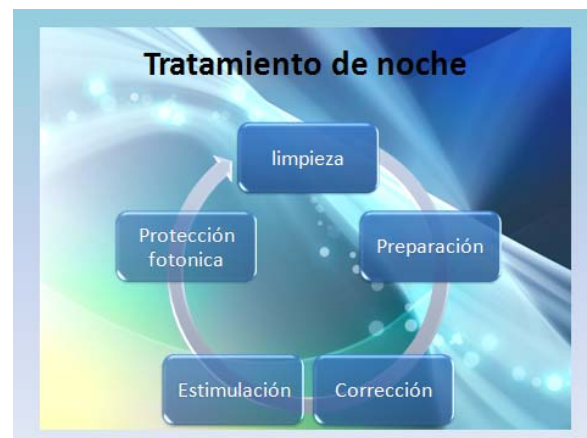 Tratamiento de noche
limpieza
Preparación
Corrección
Estimulación
Protección
fotonica